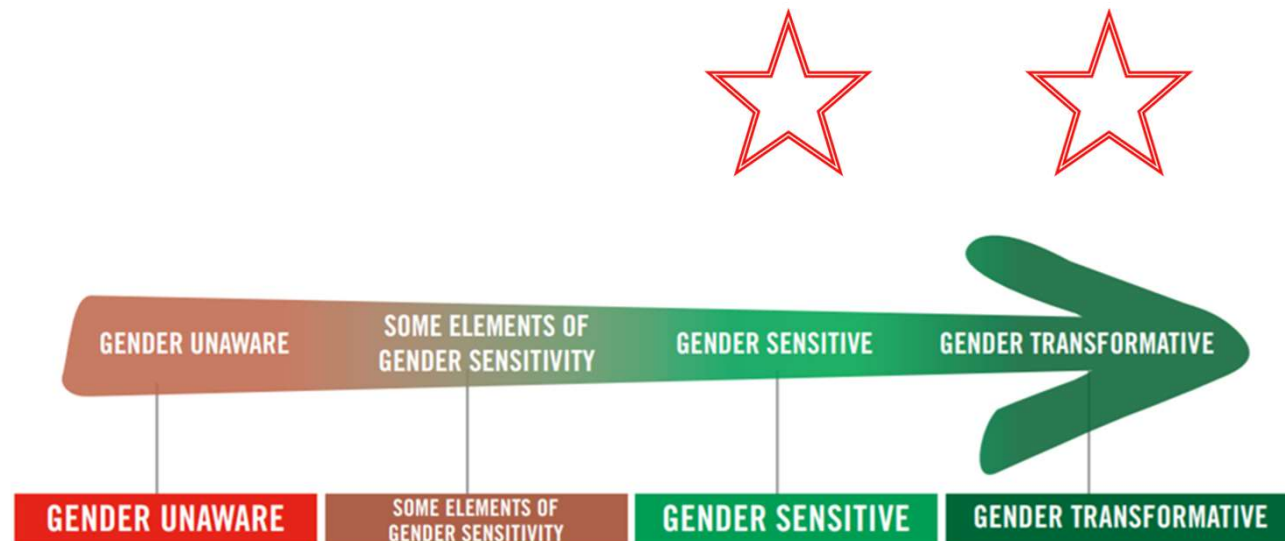 GENDER UNAWARE
SOME ELEMENTS OF
GENDER SENSITIVITY
GENDER SENSITIVE
GENDER TRANSFORMATIVE
GENDER UNAWARE
SOME ELEMENTS OF
GENDER SENSITIVITY
GENDER SENSITIVE
GENDER TRANSFORMATIVE